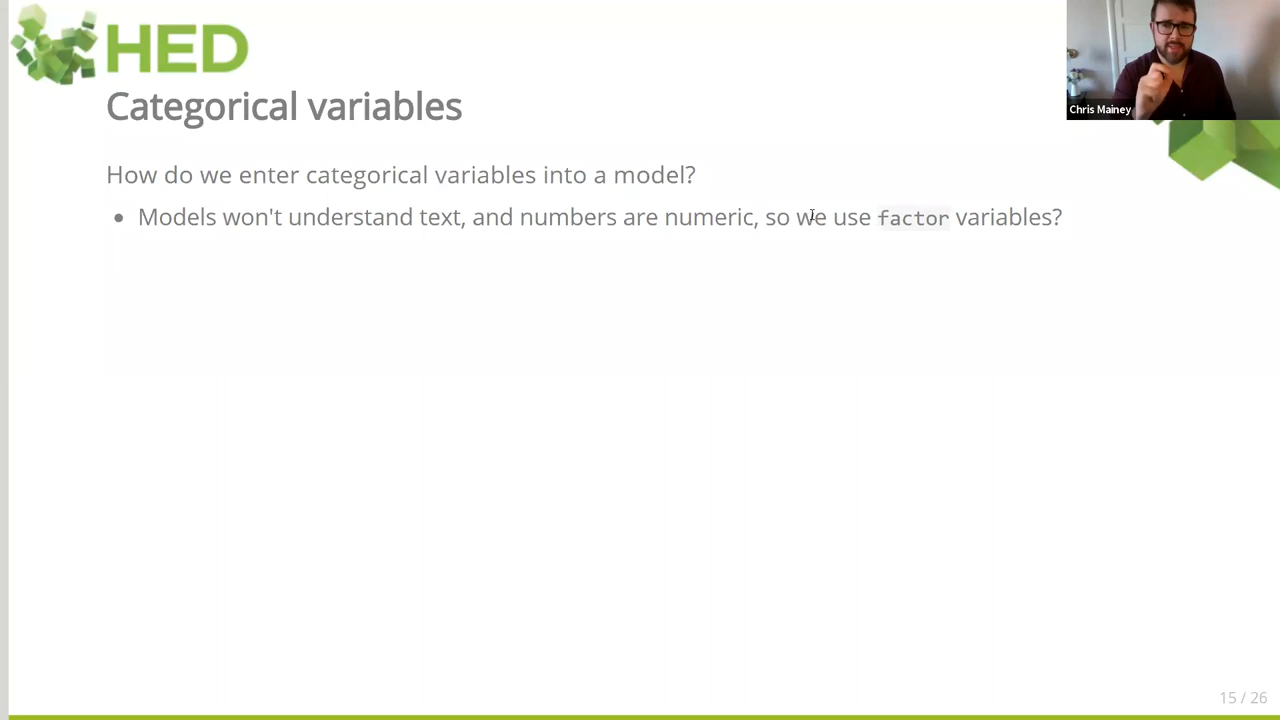 HED
Chris Mainey
Categorical variables
How do we enter categorical variables into a model?
• Models won't understand text, and numbers are numeric, so we use factor variables?
15 / 26